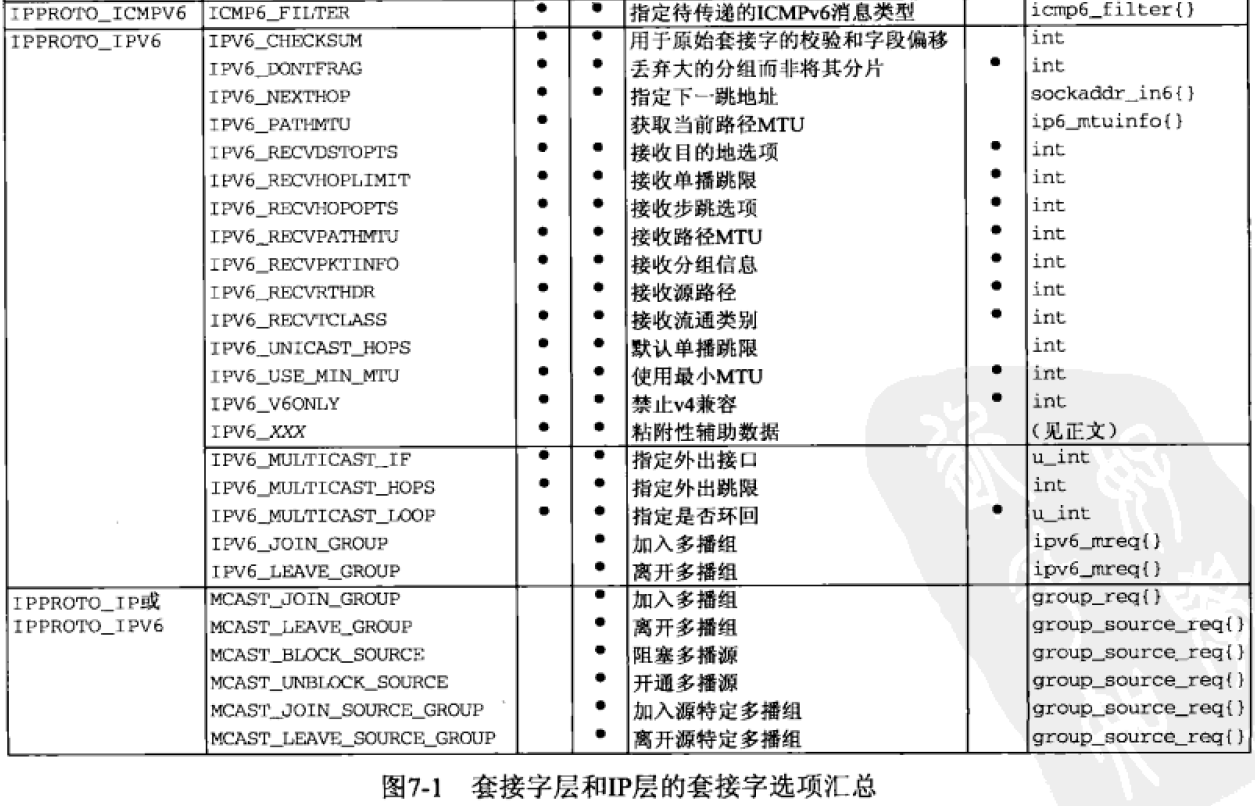 IPPROTO_ICMPV6 ICMP6_FILTER • • 指定待传递的ICMPv6消息类型 icmp6_filter{}
IPPROTO_IPV6 IPV6_CHECKSUM • • 用于原始套接字的校验和字段偏移 int
IPV6_DONTFRAG • • 丢弃大的分组而非将其分片 • int
IPV6_NEXTHOP • • 指定下一跳地址 sockaddr_in6{}
IPV6_PATHMTU • 获取当前路径MTU ip6_mtuinfo{}
IPV6_RECVDSTOPTS • • 接收目的地选项 • int
IPV6_RECVHOPLIMIT • • 接收单播跳限 • int
IPV6_RECVHOPOPTS • • 接收步跳选项 • int
IPV6_RECVPATHMTU • • 接收路径MTU • int
IPV6_RECVPKTINFO • • 接收分组信息 • int
IPV6_RECVRTHDR • • 接收源路径 • int
IPV6_RECVTCLASS • • 接收流通类别 • int
IPV6_UNICAST_HOPS • • 默认单播跳限 int
IPV6_USE_MIN_MTU • • 使用最小MTU • int
IPV6_V6ONLY • • 禁止v4兼容 • int
IPV6_XXX • • 粘附性辅助数据 （见正文）
IPV6_MULTICAST_IF • • 指定外出接口 u_int
IPV6_MULTICAST_HOPS • • 指定外出跳限 int
IPV6_MULTICAST_LOOP • • 指定是否环回 • u_int
IPV6_JOIN_GROUP • 加入多播组 ipv6_mreq{}
IPV6_LEAVE_GROUP • 离开多播组 ipv6_mreq{}
IPPROTO_IP或 MCAST_JOIN_GROUP • 加入多播组 group_req{}
IPPROTO_IPV6 MCAST_LEAVE_GROUP • 离开多播组 group_source_req{}
MCAST_BLOCK_SOURCE • 阻塞多播源 group_source_req{}
MCAST_UNBLOCK_SOURCE • 开通多播源 group_source_req{}
MCAST_JOIN_SOURCE_GROUP • 加入源特定多播组 group_source_req{}
MCAST_LEAVE_SOURCE_GROUP • 离开源特定多播组 group_source_req{}
图7-1 套接字层和IP层的套接字选项汇总